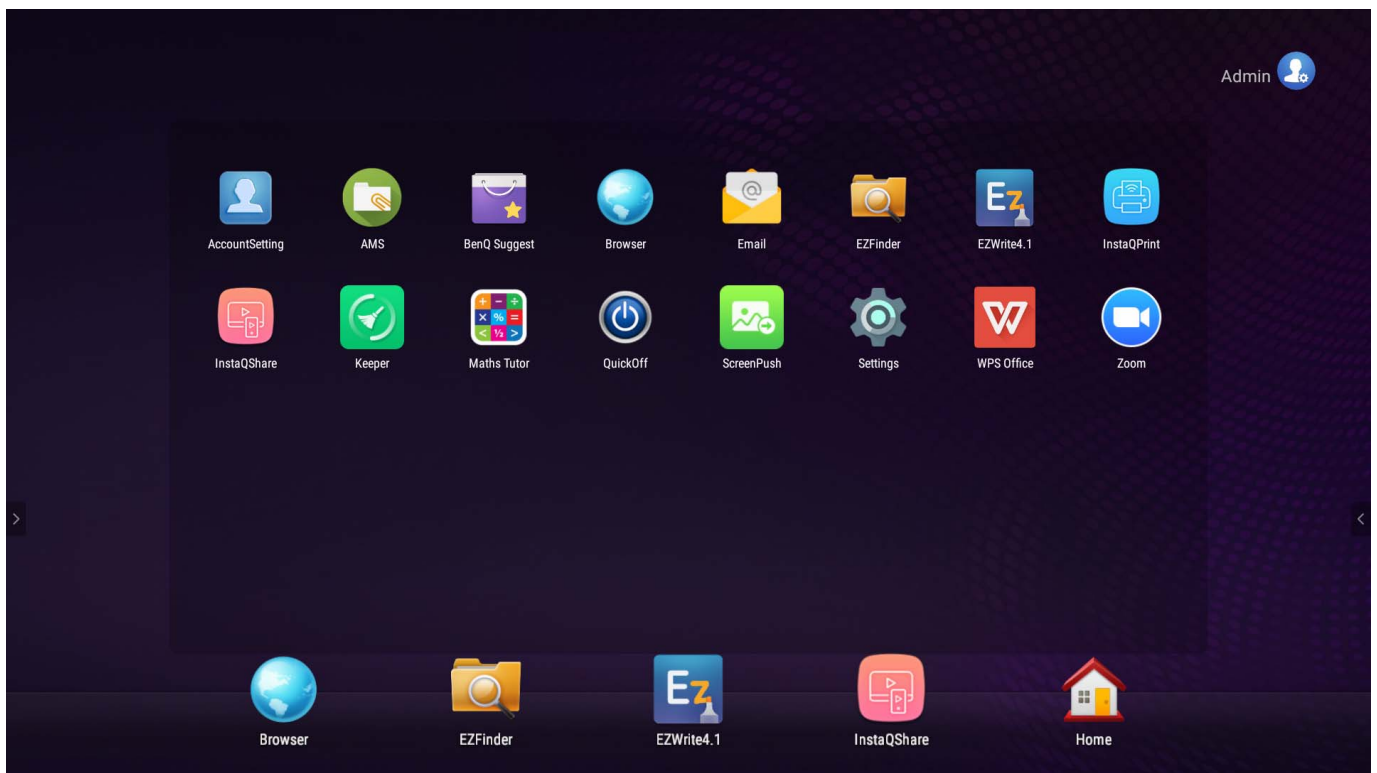 Admin
AccountSetting AMS BenQ Suggest Browser Email EZFinder EZWrite4.1 InstaQPrint
InstaQShare Keeper Maths Tutor QuickOff ScreenPush Settings WPS Office Zoom
Browser EZFinder EZWrite4.1 InstaQShare Home